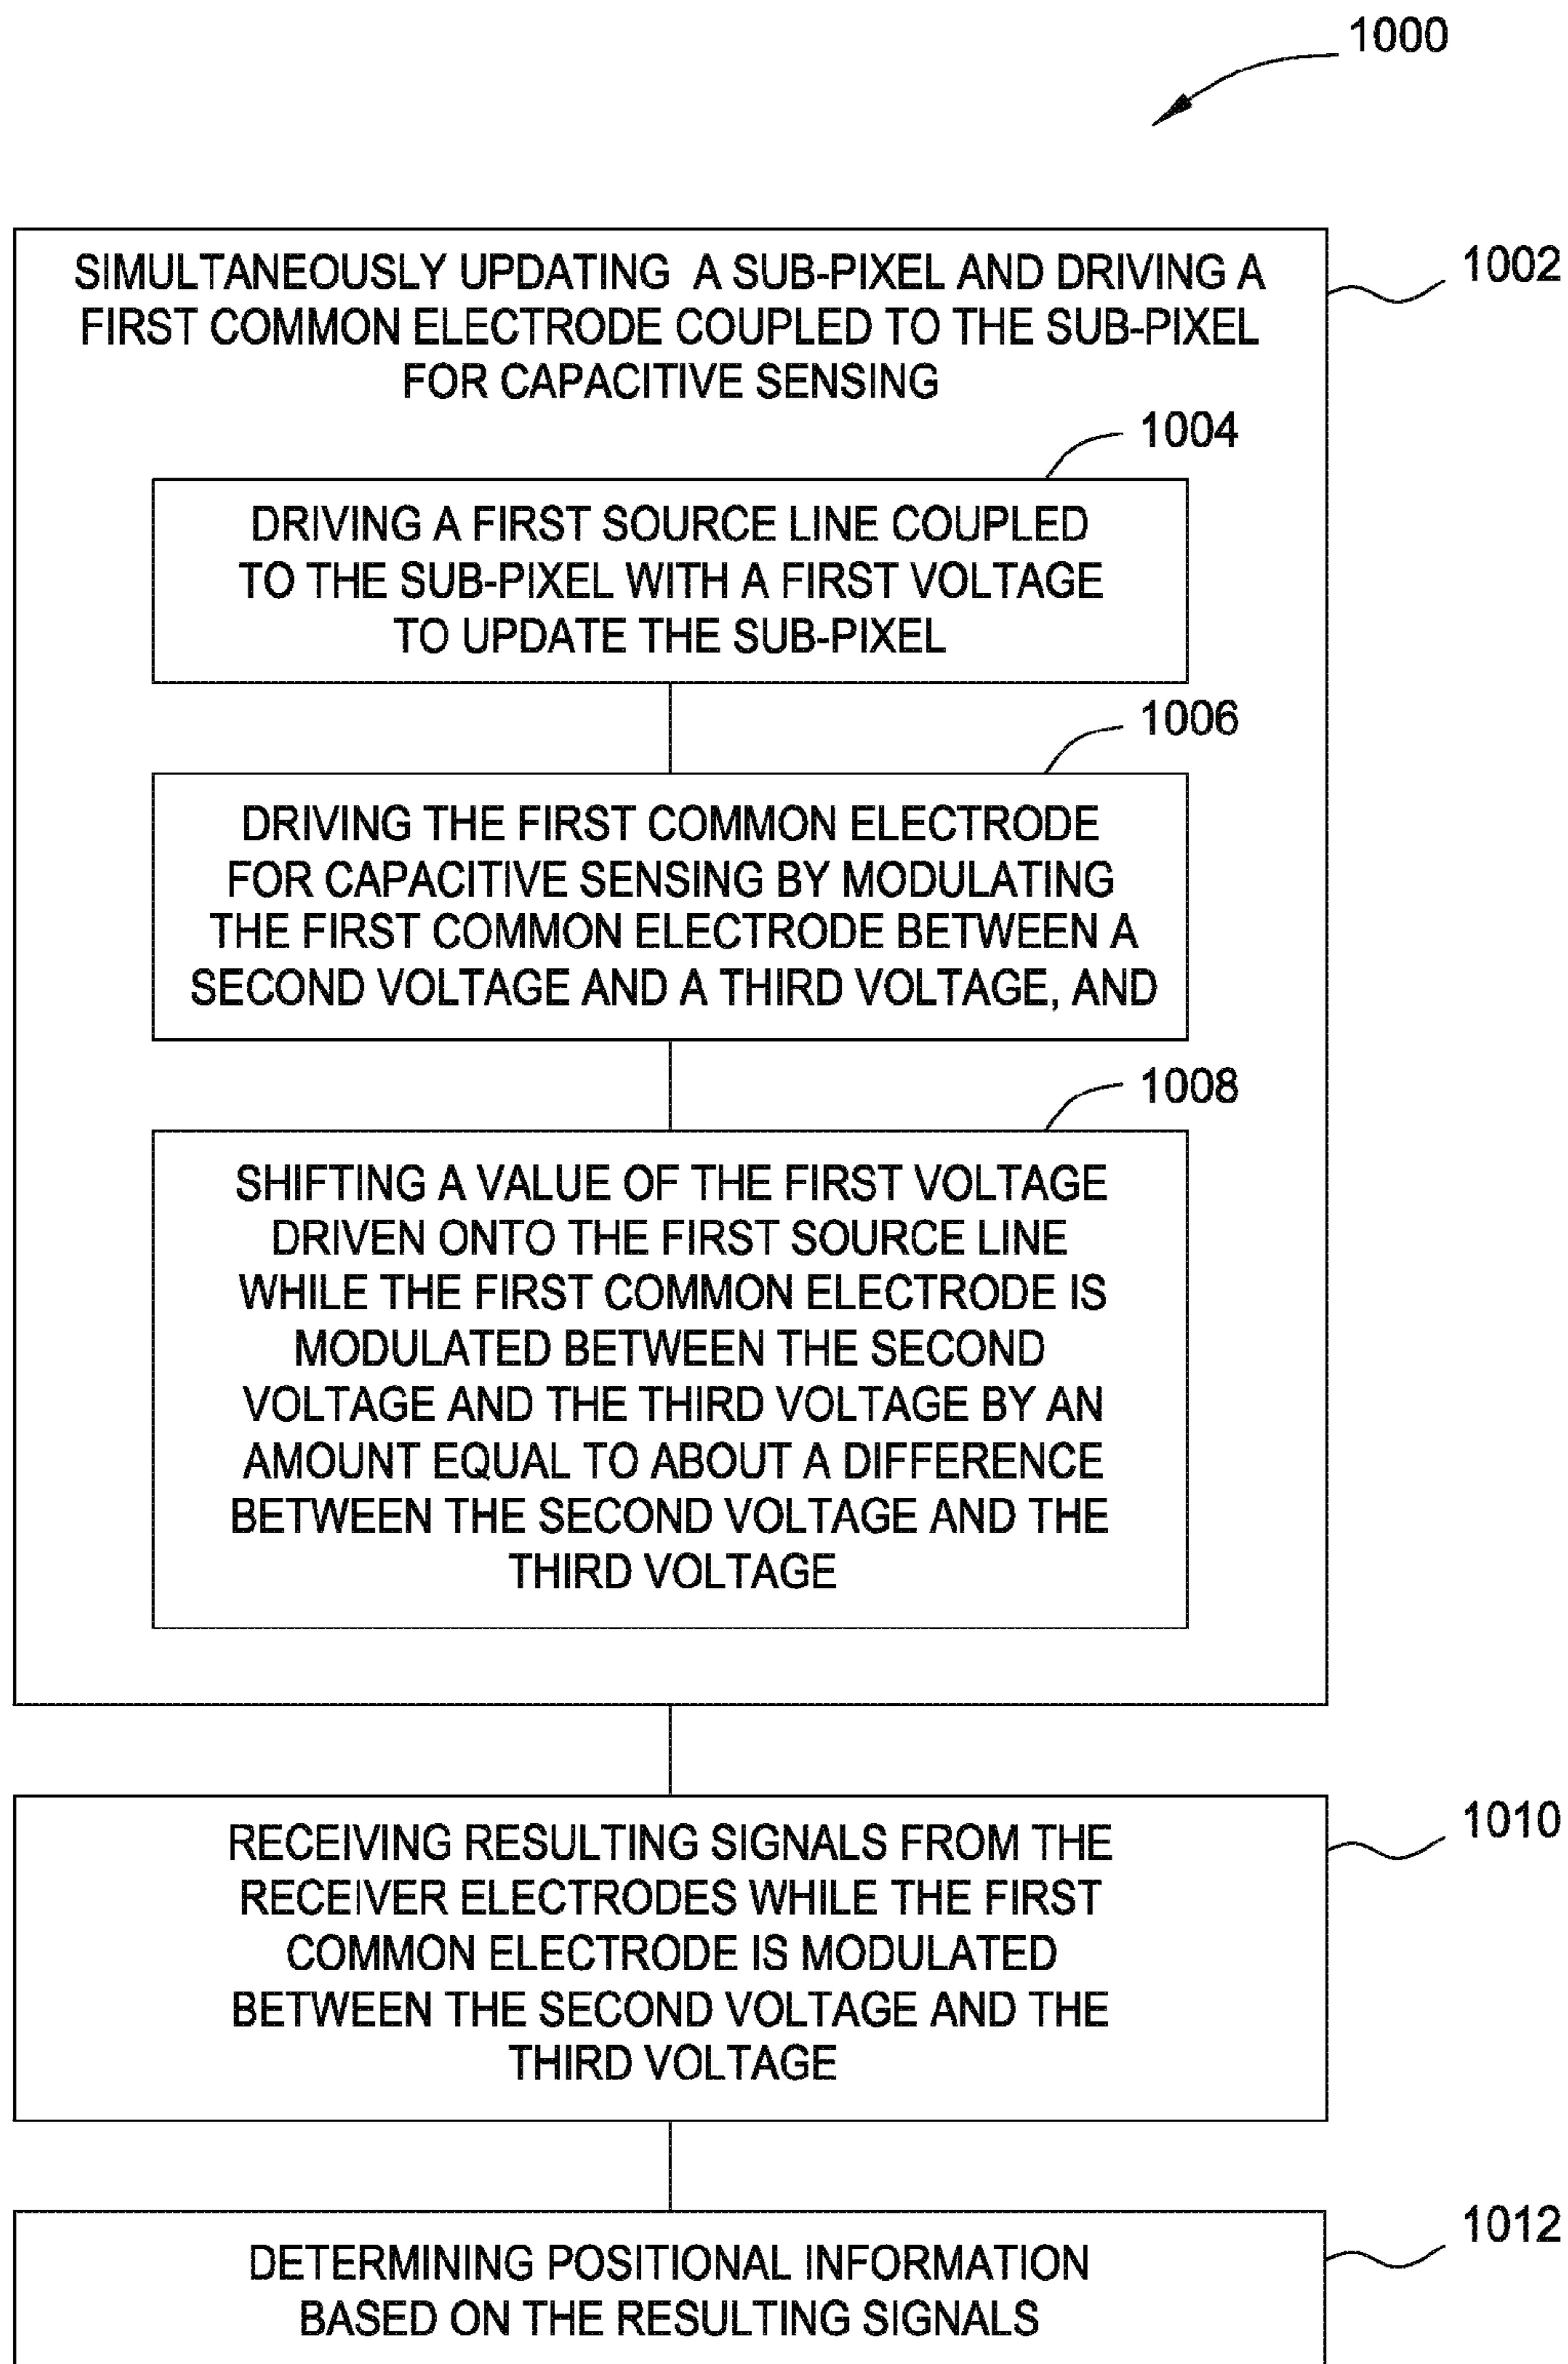 1000
1002
SIMULTANEOUSLY UPDATING A SUB-PIXEL AND DRIVING A
FIRST COMMON ELECTRODE COUPLED TO THE SUB-PIXEL
FOR CAPACITIVE SENSING
1004
DRIVING A FIRST SOURCE LINE COUPLED
TO THE SUB-PIXEL WITH A FIRST VOLTAGE
TO UPDATE THE SUB-PIXEL
1006
DRIVING THE FIRST COMMON ELECTRODE
FOR CAPACITIVE SENSING BY MODULATING
THE FIRST COMMON ELECTRODE BETWEEN A
SECOND VOLTAGE AND A THIRD VOLTAGE, AND
1008
SHIFTING A VALUE OF THE FIRST VOLTAGE
DRIVEN ONTO THE FIRST SOURCE LINE
WHILE THE FIRST COMMON ELECTRODE IS
MODULATED BETWEEN THE SECOND
VOLTAGE AND THE THIRD VOLTAGE BY AN
AMOUNT EQUAL TO ABOUT A DIFFERENCE
BETWEEN THE SECOND VOLTAGE AND THE
THIRD VOLTAGE
1010
RECEIVING RESULTING SIGNALS FROM THE
RECEIVER ELECTRODES WHILE THE FIRST
COMMON ELECTRODE IS MODULATED
BETWEEN THE SECOND VOLTAGE AND THE
THIRD VOLTAGE
1012
DETERMINING POSITIONAL INFORMATION
BASED ON THE RESULTING SIGNALS